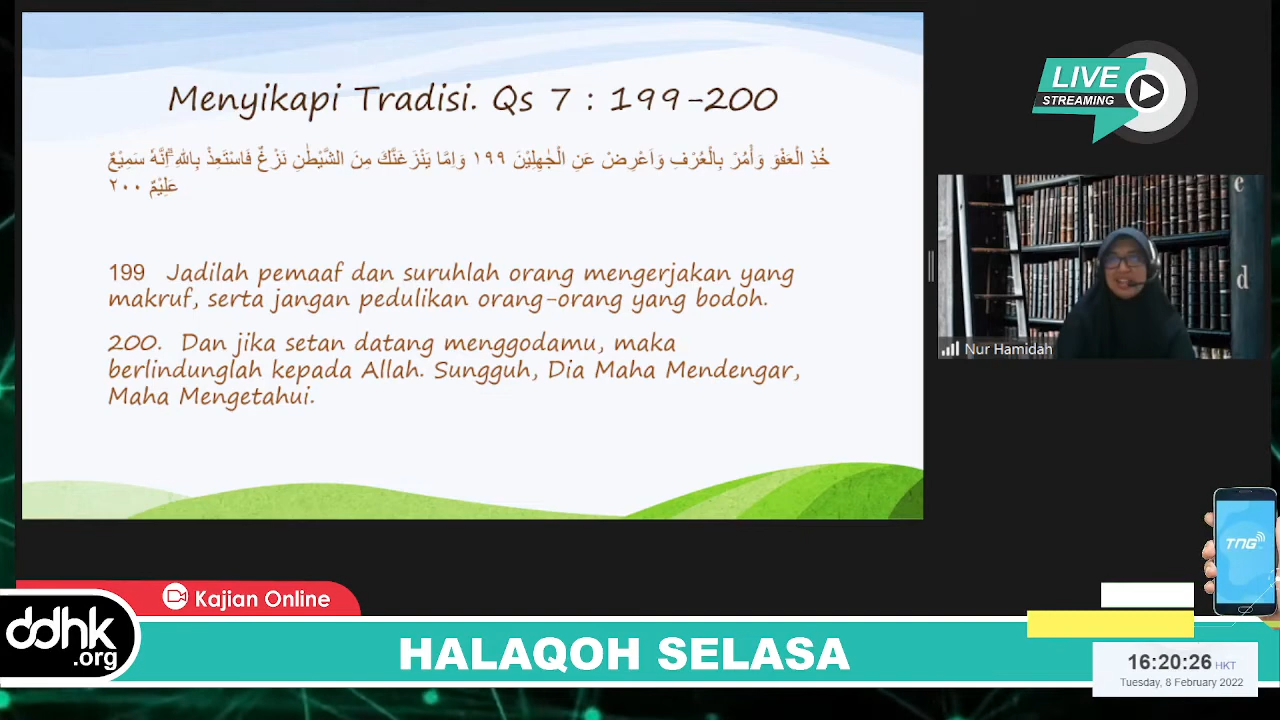 Menyikapi Tradisi. Qs 7 : 199-200
خُذِ الْعَفْوَ وَأْمُرْ بِالْعُرْفِ وَاَعْرِضْ عَنِ الْجٰهِلِيْنَ ١٩٩ وَاِمَّا يَنْزَغَنَّكَ مِنَ الشَّيْطٰنِ نَزْغٌ فَاسْتَعِذْ بِاللّٰهِ ۗاِنَّهٗ سَمِيْعٌ
عَلِيْمٌ ٢٠٠
199 Jadilah pemaaf dan suruhlah orang mengerjakan yang
makruf, serta jangan pedulikan orang-orang yang bodoh.
200. Dan jika setan datang menggodamu, maka
berlindunglah kepada Allah. Sungguh, Dia Maha Mendengar,
Maha Mengetahui.
LIVE
STREAMING
e
d
Nur Hamidah
TNG
Kajian Online
ddhk
.org
HALAQOH SELASA
16:20:26 HKT
Tuesday, 8 February 2022